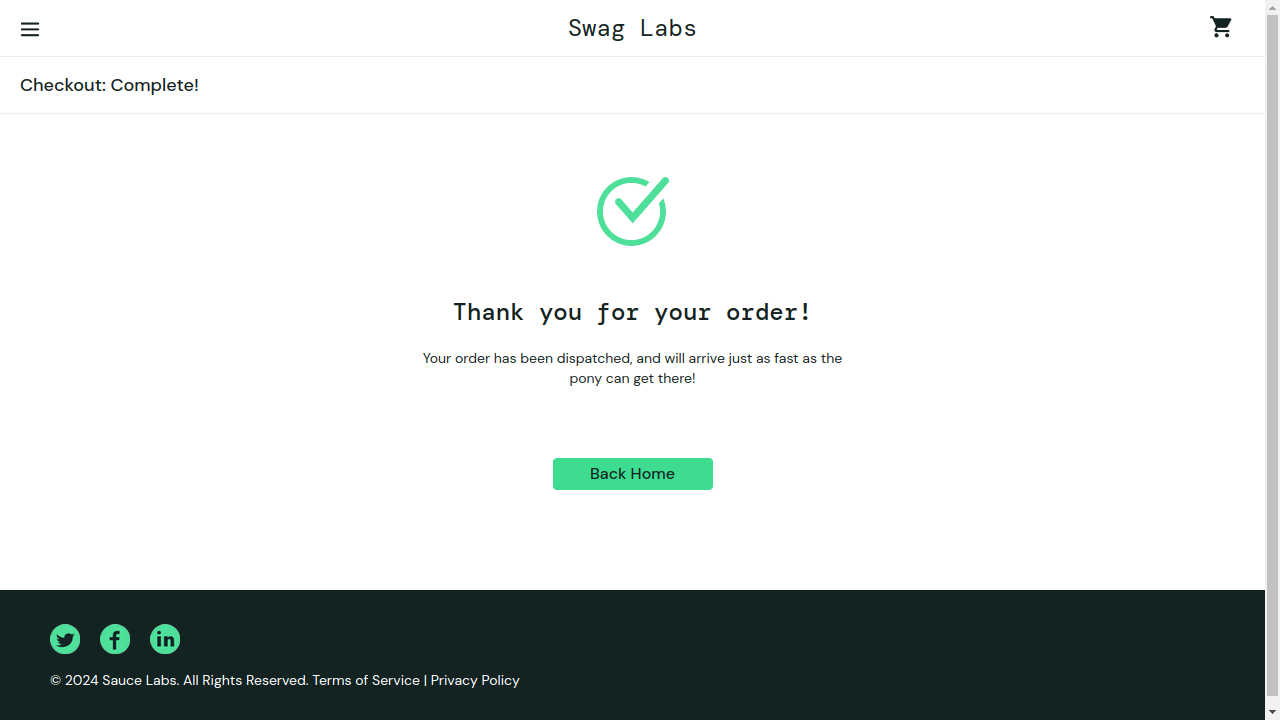 Swag Labs
Checkout: Complete!
Thank you for your order!
Your order has been dispatched, and will arrive just as fast as the
pony can get there!
Back Home
© 2024 Sauce Labs. All Rights Reserved. Terms of Service | Privacy Policy